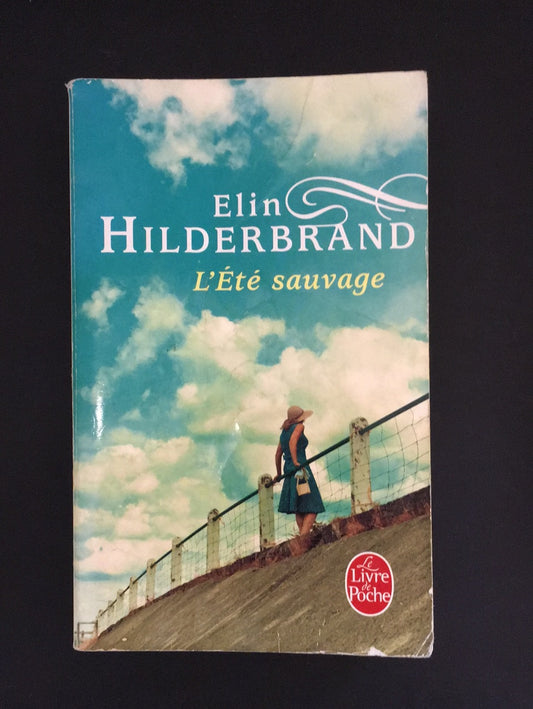 Elin
HILDERBRAND
L'Été sauvage
Le
Livre
de
Poche